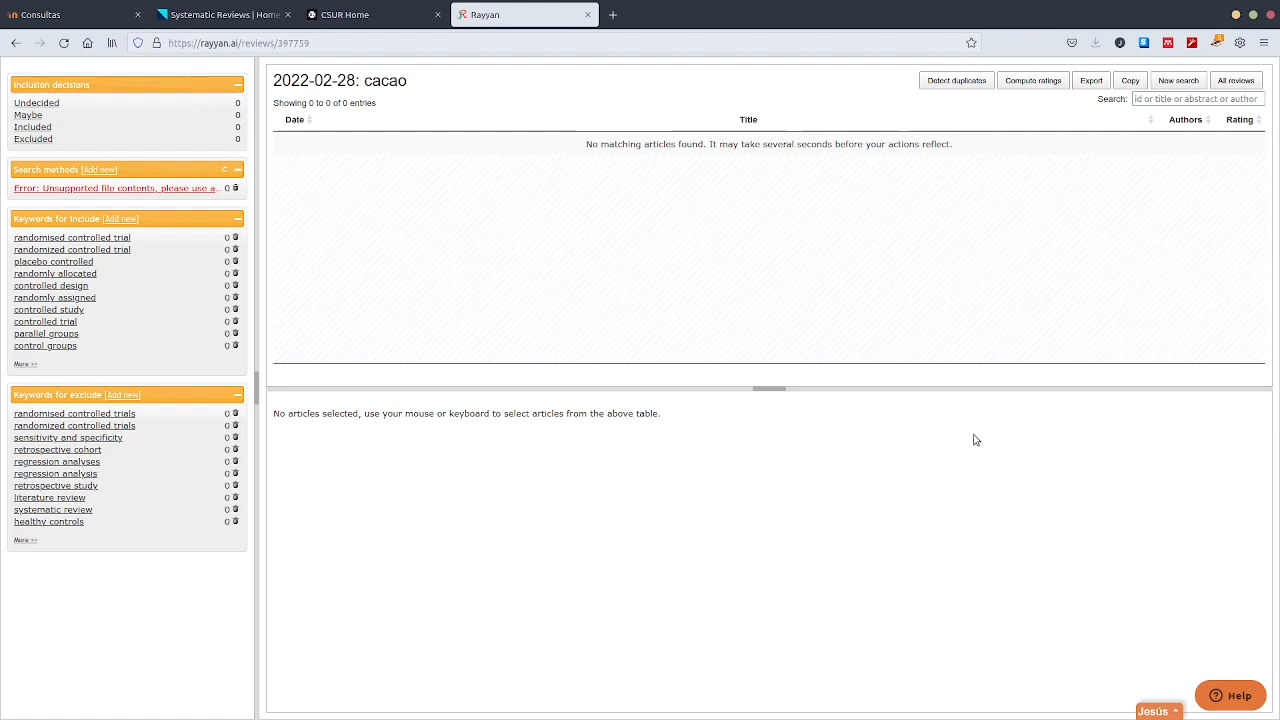 Consultas
Systematic Reviews | Home
CSUR Home
Rayyan
https://rayyan.ai/reviews/397759
Inclusion decisions
Undecided 0
Maybe 0
Included 0
Excluded 0
Search methods [Add new]
Error: Unsupported file contents, please use a... 0
Keywords for include [Add new]
randomised controlled trial 0
randomized controlled trial 0
placebo controlled 0
randomly allocated 0
controlled design 0
randomly assigned 0
controlled study 0
controlled trial 0
parallel groups 0
control groups 0
More >>
Keywords for exclude [Add new]
randomised controlled trials 0
randomized controlled trials 0
sensitivity and specificity 0
retrospective cohort 0
regression analyses 0
regression analysis 0
retrospective study 0
literature review 0
systematic review 0
healthy controls 0
More >>
2022-02-28: cacao
Detect duplicates Compute ratings Export Copy New search All reviews
Showing 0 to 0 of 0 entries
Search: id or title or abstract or author
Date Title Authors Rating
No matching articles found. It may take several seconds before your actions reflect.
No articles selected, use your mouse or keyboard to select articles from the above table.
Help
Jesús